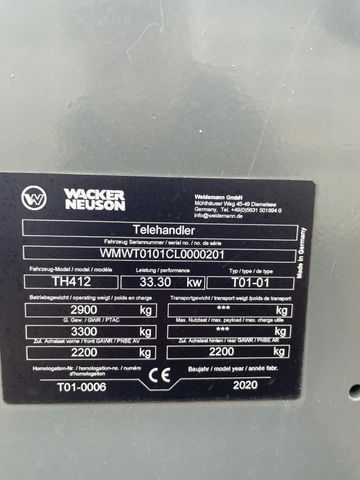 WACKER NEUSON
Weidemann GmbH
Mühlhäuser Weg 45-49 Diemelsee
Germany, Tel. +49(0)5631 501694 0
info@weidemann.de
Telehandler
Fahrzeug Seriennummer / serial no. / no de série
WMWT0101CL0000201
Fahrzeug-Model / model / modèle Leistung / performance Typ / type / de type
TH412 33.30 kw T01-01
Betriebsgewicht / operating weigt / poids en charge Transportgewicht / transport weigt /poids de transport
2900 kg *** kg
G. Gew./ GWR / PTAC Max. Nutzlast / max. payload / max. charge utille
3300 kg *** kg
Zul. Achslast vorne / front GAWR / PNBE AV Zul. Achslast hinten / rear GAWR / PNBE AR
2200 kg 2200 kg
Homologation-Nr. / Homologation-no. / numéro d'homologation Baujahr / model year / année fabr.
T01-0006 CE 2020
Made in Germany